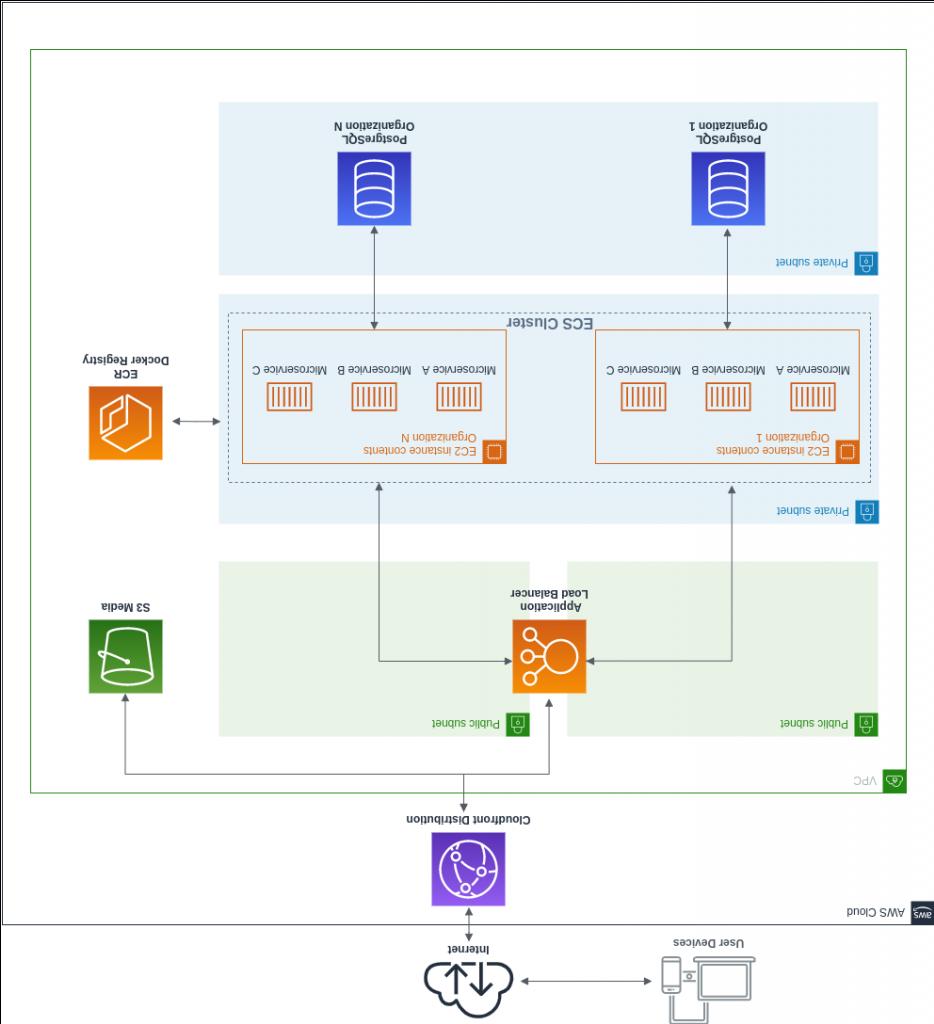 User Devices
Internet
aws
AWS Cloud
Cloudfront Distribution
VPC
Public subnet
Public subnet
Application
Load Balancer
S3 Media
Private subnet
EC2 instance contents
Organization 1
EC2 instance contents
Organization N
Microservice A
Microservice B
Microservice C
Microservice A
Microservice B
Microservice C
ECR
Docker Registry
ECS Cluster
Private subnet
PostgreSQL
Organization 1
PostgreSQL
Organization N